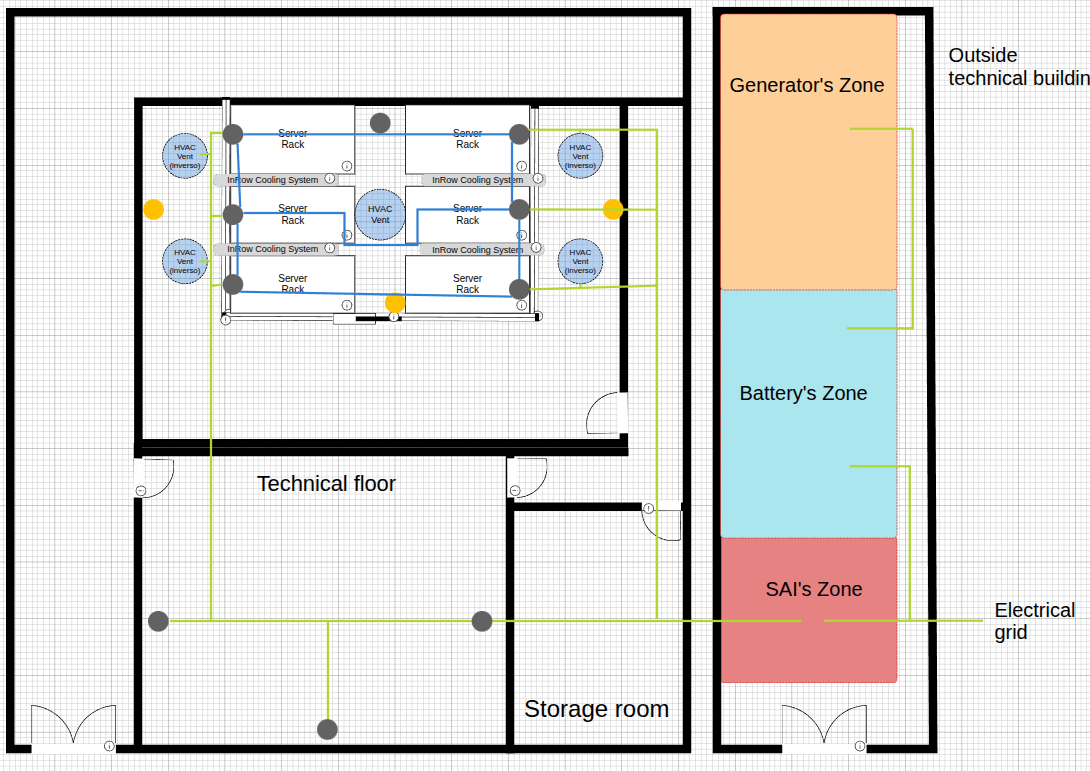 Generator's Zone
Outside
technical buildin
HVAC
Vent
(inverso)
Server
Rack
Server
Rack
HVAC
Vent
(inverso)
InRow Cooling System
InRow Cooling System
Server
Rack
HVAC
Vent
Server
Rack
HVAC
Vent
(inverso)
InRow Cooling System
InRow Cooling System
HVAC
Vent
(inverso)
Server
Rack
Server
Rack
Battery's Zone
Technical floor
SAI's Zone
Electrical
grid
Storage room